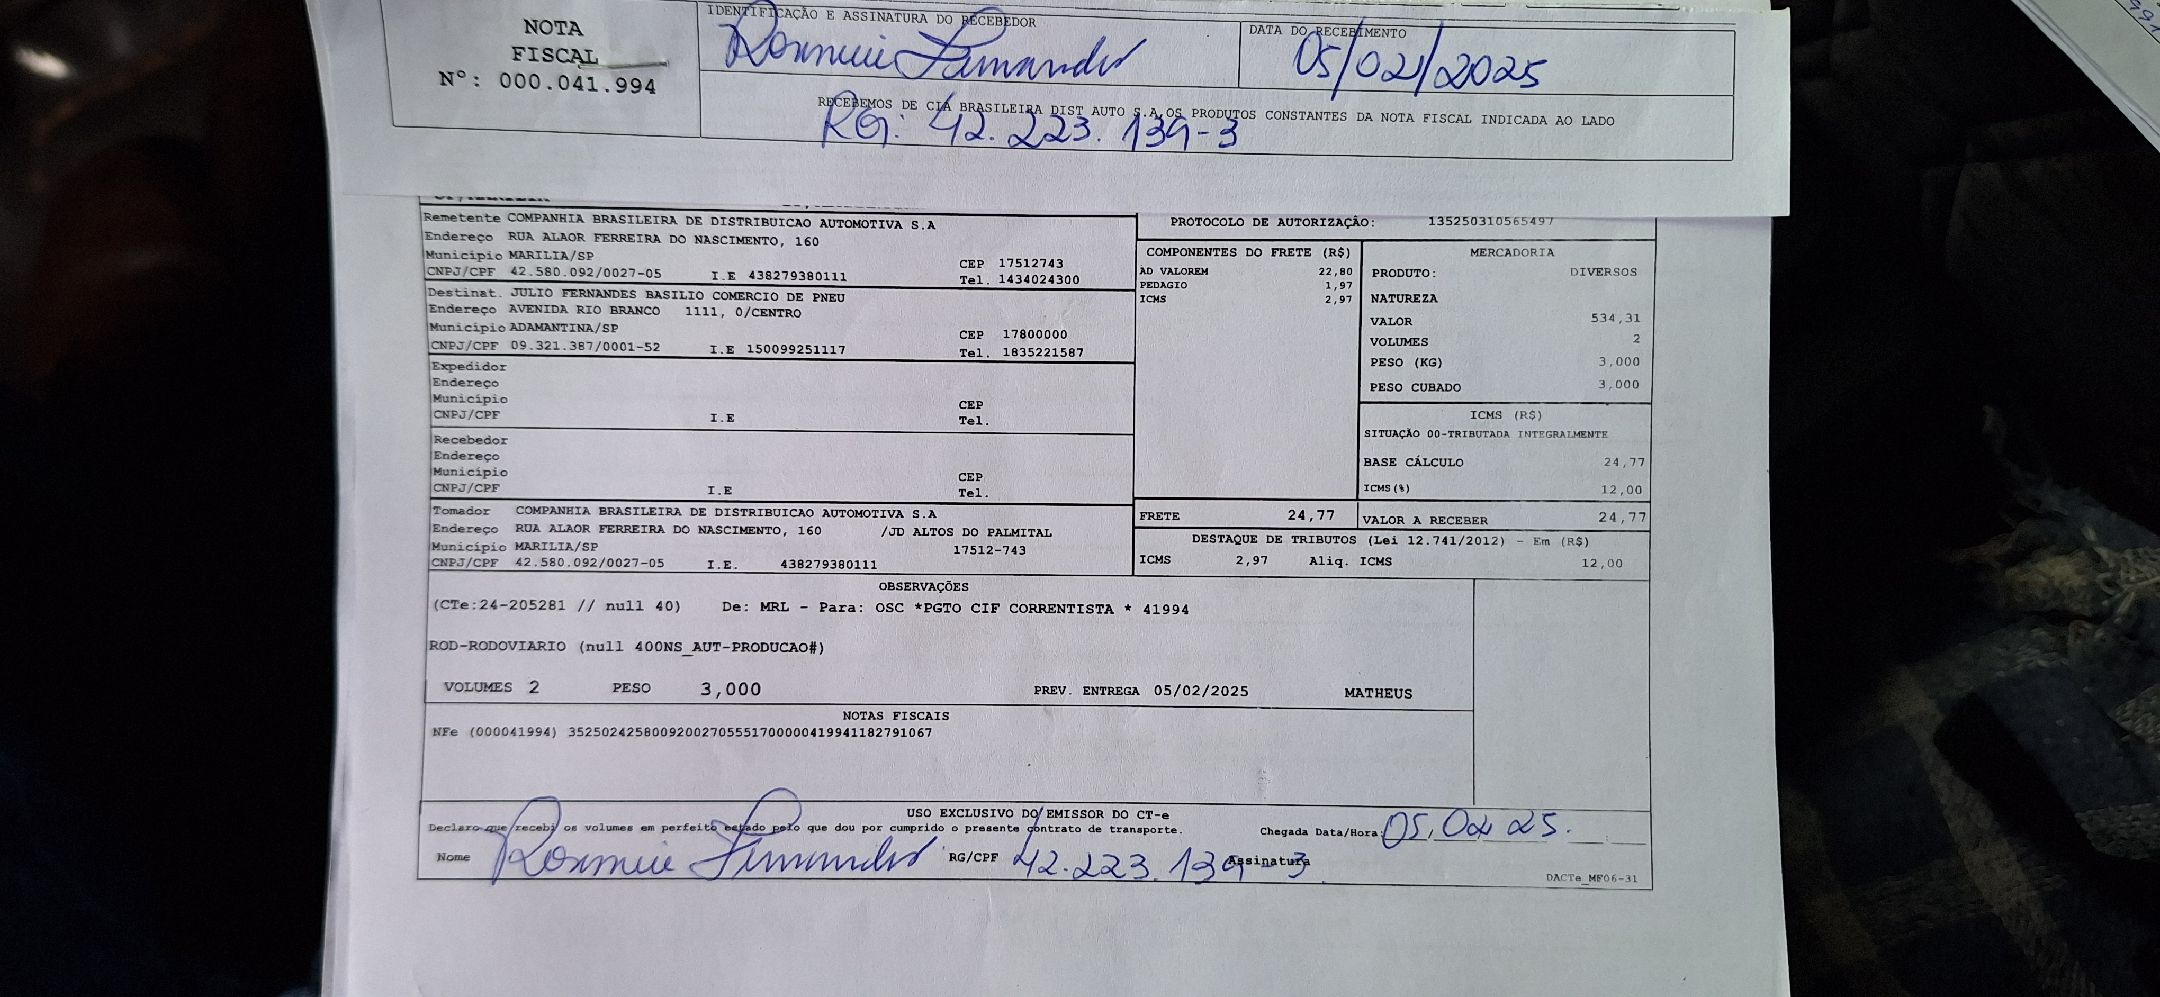 NOTA
FISCAL
Nº: 000.041.994
IDENTIFICAÇÃO E ASSINATURA DO RECEBEDOR
DATA DO RECEBIMENTO
05/02/2025
RECEBEMOS DE CIA BRASILEIRA DIST AUTO S.A OS PRODUTOS CONSTANTES DA NOTA FISCAL INDICADA AO LADO
RG: 42.223.139-3
Remetente COMPANHIA BRASILEIRA DE DISTRIBUICAO AUTOMOTIVA S.A
Endereço RUA ALAOR FERREIRA DO NASCIMENTO, 160
Município MARILIA/SP CEP 17512743
CNPJ/CPF 42.580.092/0027-05 I.E 438279380111 Tel. 1434024300
Destinat. JULIO FERNANDES BASILIO COMERCIO DE PNEU
Endereço AVENIDA RIO BRANCO 1111, 0/CENTRO
Município ADAMANTINA/SP CEP 17800000
CNPJ/CPF 09.321.387/0001-52 I.E 150099251117 Tel. 1835221587
Expedidor
Endereço
Município CEP
CNPJ/CPF I.E Tel.
Recebedor
Endereço
Município CEP
CNPJ/CPF I.E Tel.
Tomador COMPANHIA BRASILEIRA DE DISTRIBUICAO AUTOMOTIVA S.A
Endereço RUA ALAOR FERREIRA DO NASCIMENTO, 160 /JD ALTOS DO PALMITAL
Município MARILIA/SP 17512-743
CNPJ/CPF 42.580.092/0027-05 I.E. 438279380111
PROTOCOLO DE AUTORIZAÇÃO: 135250310565497
COMPONENTES DO FRETE (R$)
AD VALOREM 22,80
PEDAGIO 1,97
ICMS 2,97
MERCADORIA
PRODUTO: DIVERSOS
NATUREZA
VALOR 534,31
VOLUMES 2
PESO (KG) 3,000
PESO CUBADO 3,000
ICMS (R$)
SITUAÇÃO 00-TRIBUTADA INTEGRALMENTE
BASE CÁLCULO 24,77
ICMS(%) 12,00
FRETE 24,77 VALOR A RECEBER 24,77
DESTAQUE DE TRIBUTOS (Lei 12.741/2012) - Em (R$)
ICMS 2,97 Aliq. ICMS 12,00
OBSERVAÇÕES
(CTe:24-205281 // null 40) De: MRL - Para: OSC *PGTO CIF CORRENTISTA * 41994
ROD-RODOVIARIO (null 400NS_AUT-PRODUCAO#)
VOLUMES 2 PESO 3,000 PREV. ENTREGA 05/02/2025 MATHEUS
NOTAS FISCAIS
NFe (000041994) 35250242580092002705551700000419941182791067
USO EXCLUSIVO DO EMISSOR DO CT-e
Declaro que recebi os volumes em perfeito estado pelo que dou por cumprido o presente contrato de transporte. Chegada Data/Hora: 05.02 25.
Nome RG/CPF 42.223.139-3 Assinatura
DACTe_MF06-31